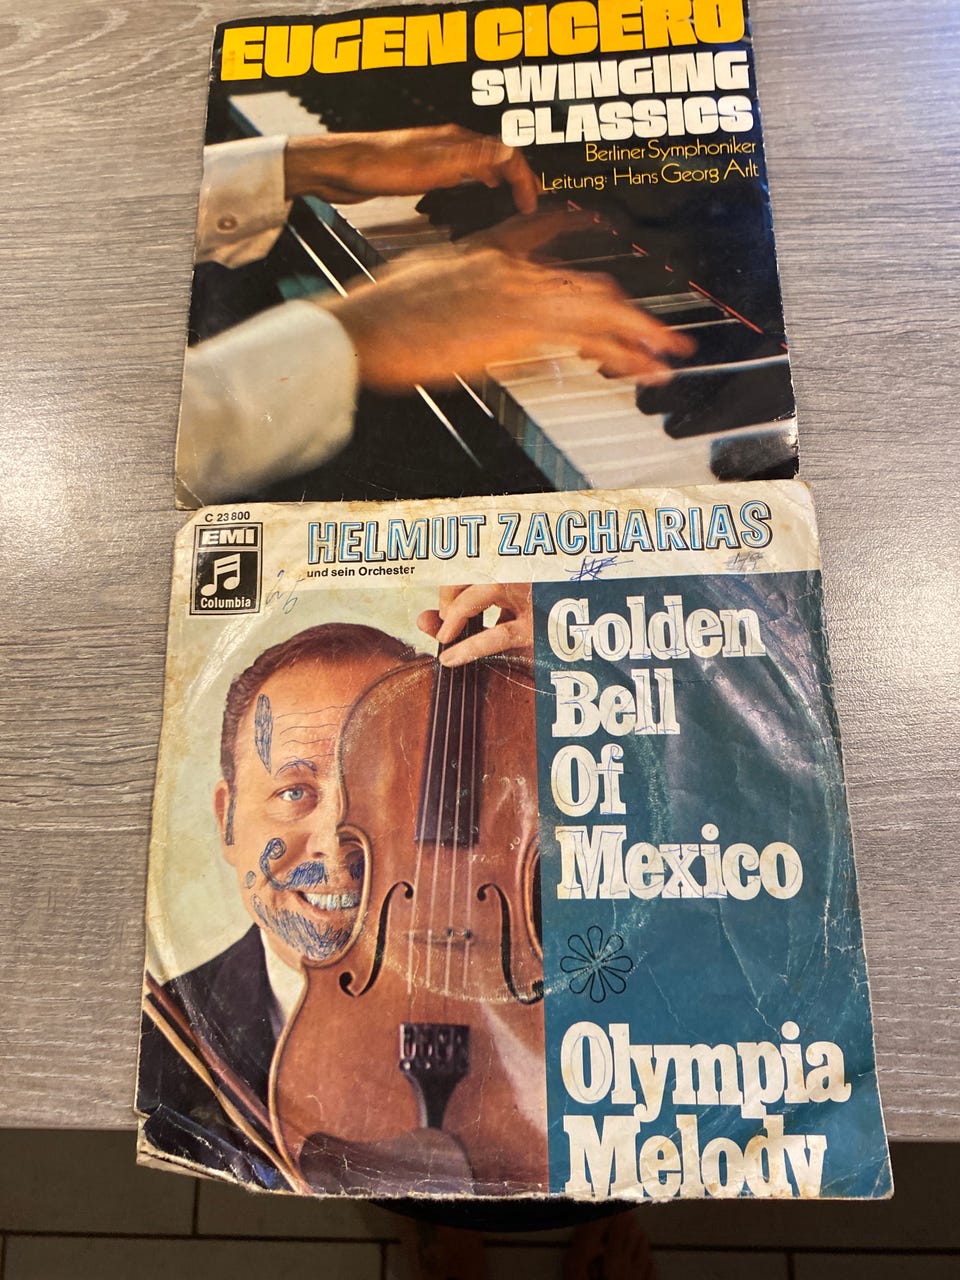 EUGEN CICERO
SWINGING
CLASSICS
Berliner Symphoniker
Leitung: Hans Georg Arlt
C 23 800
EMI
Columbia
HELMUT ZACHARIAS
und sein Orchester
Golden
Bell
Of
Mexico
Olympia
Melody